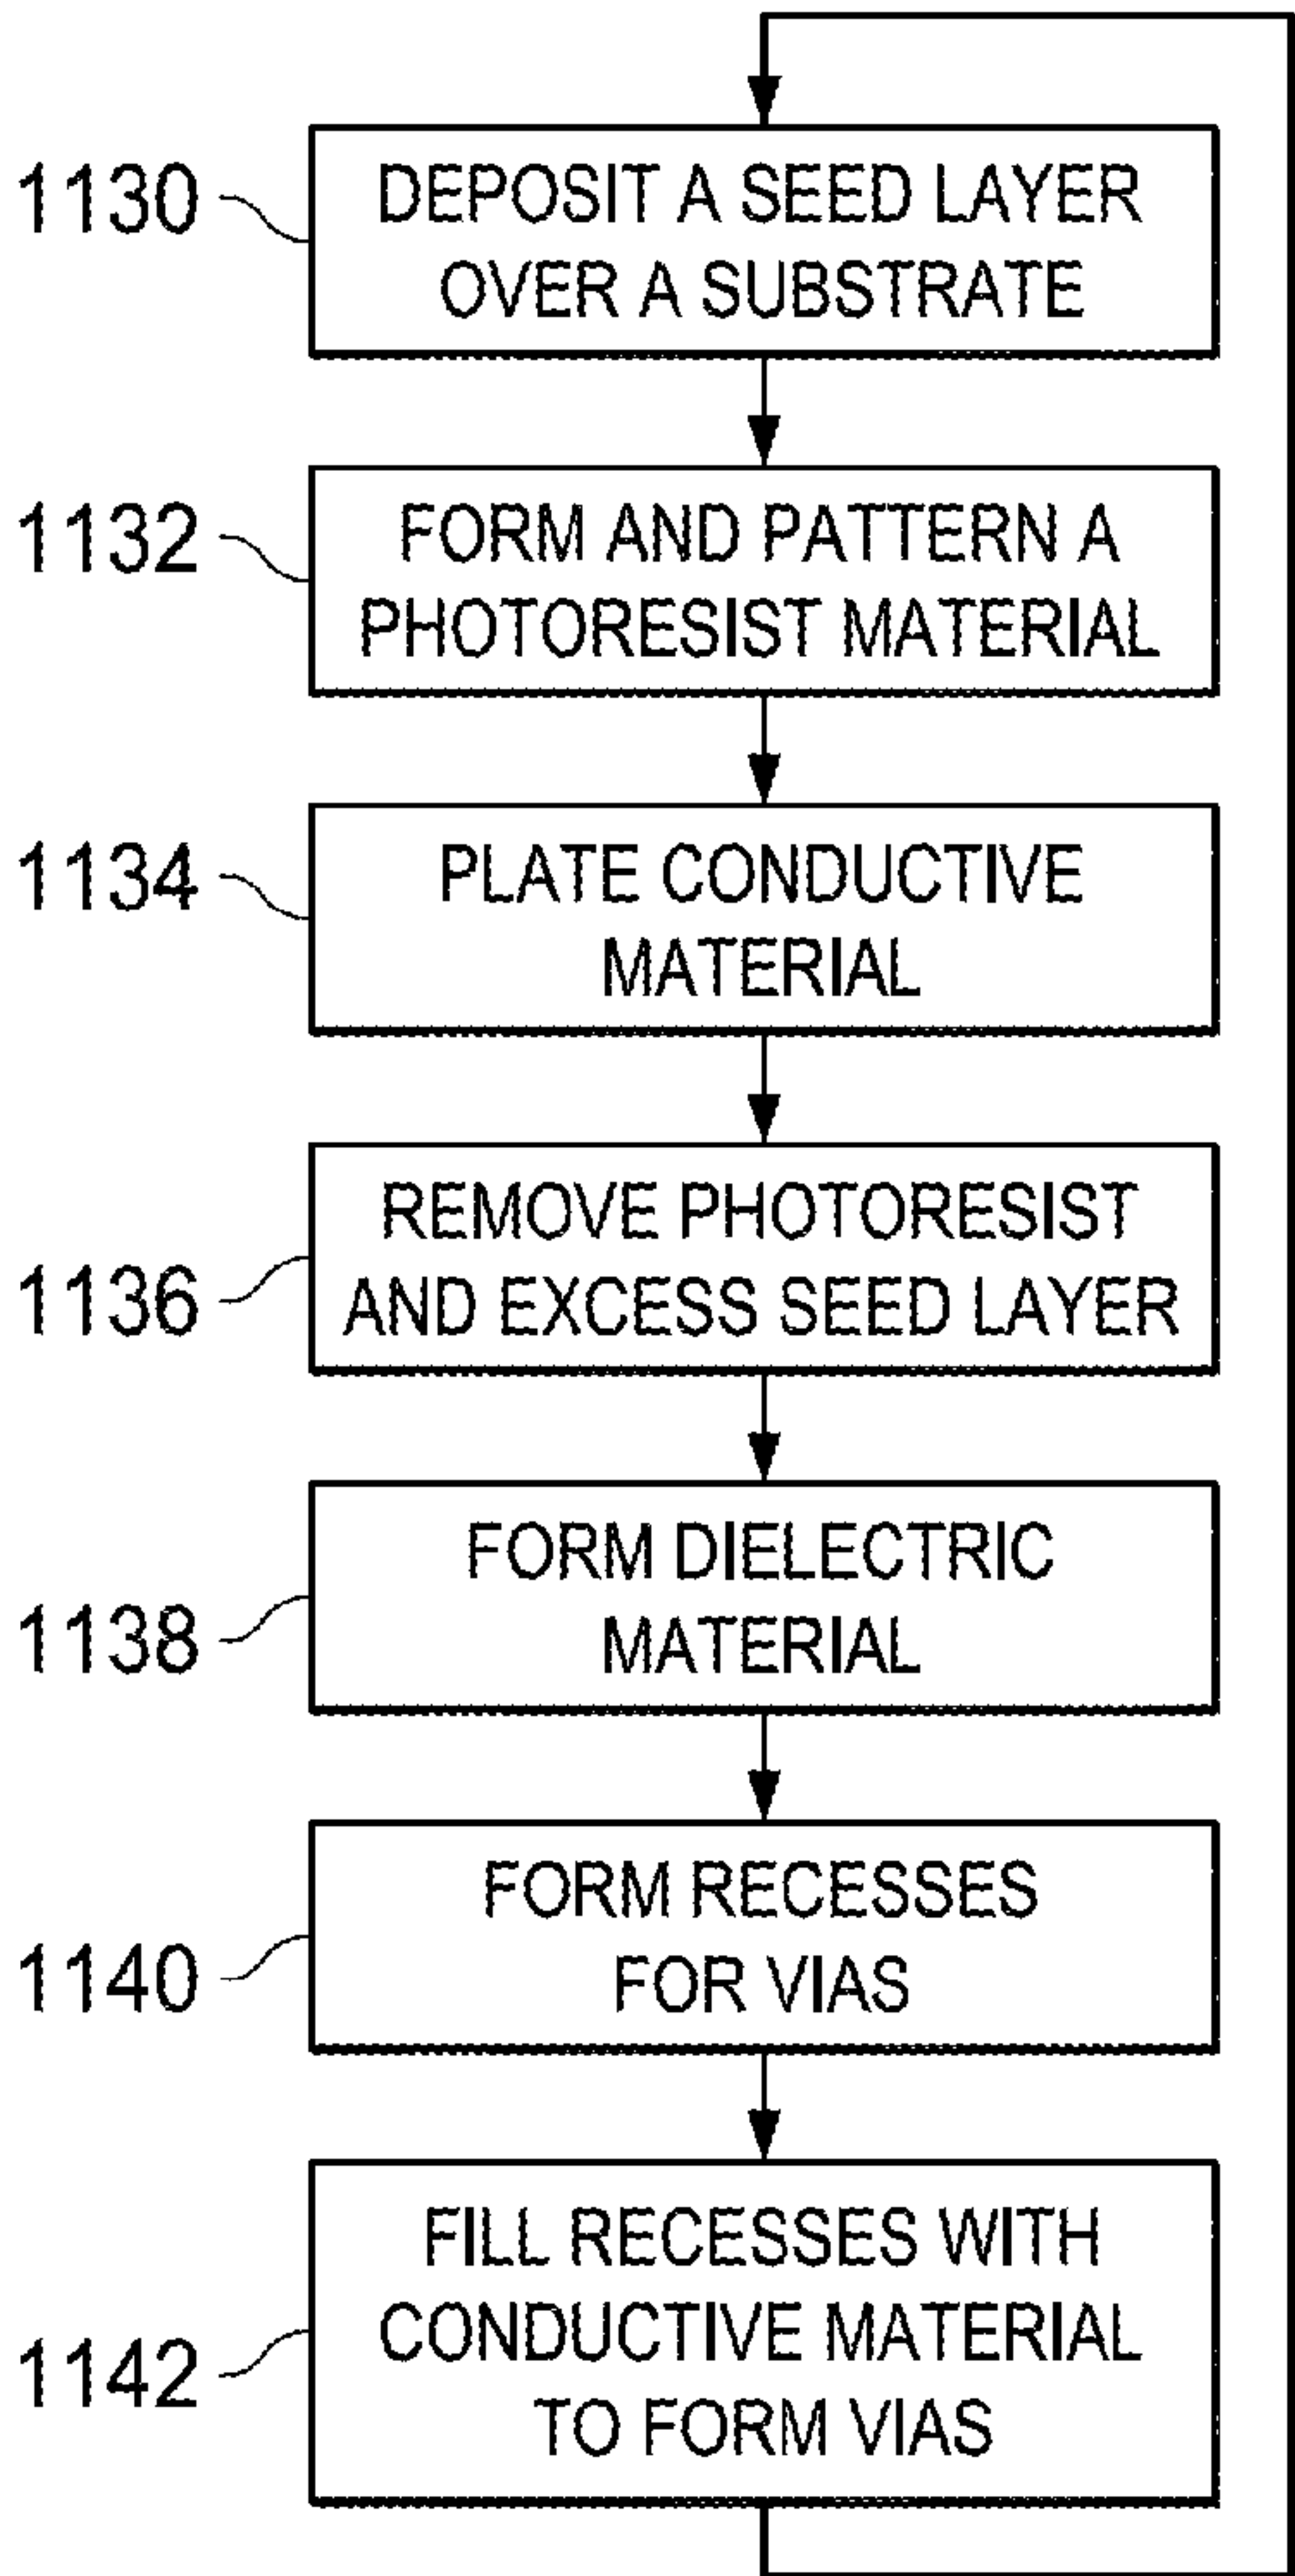 1130
DEPOSIT A SEED LAYER
OVER A SUBSTRATE
1132
FORM AND PATTERN A
PHOTORESIST MATERIAL
1134
PLATE CONDUCTIVE
MATERIAL
1136
REMOVE PHOTORESIST
AND EXCESS SEED LAYER
1138
FORM DIELECTRIC
MATERIAL
1140
FORM RECESSES
FOR VIAS
1142
FILL RECESSES WITH
CONDUCTIVE MATERIAL
TO FORM VIAS